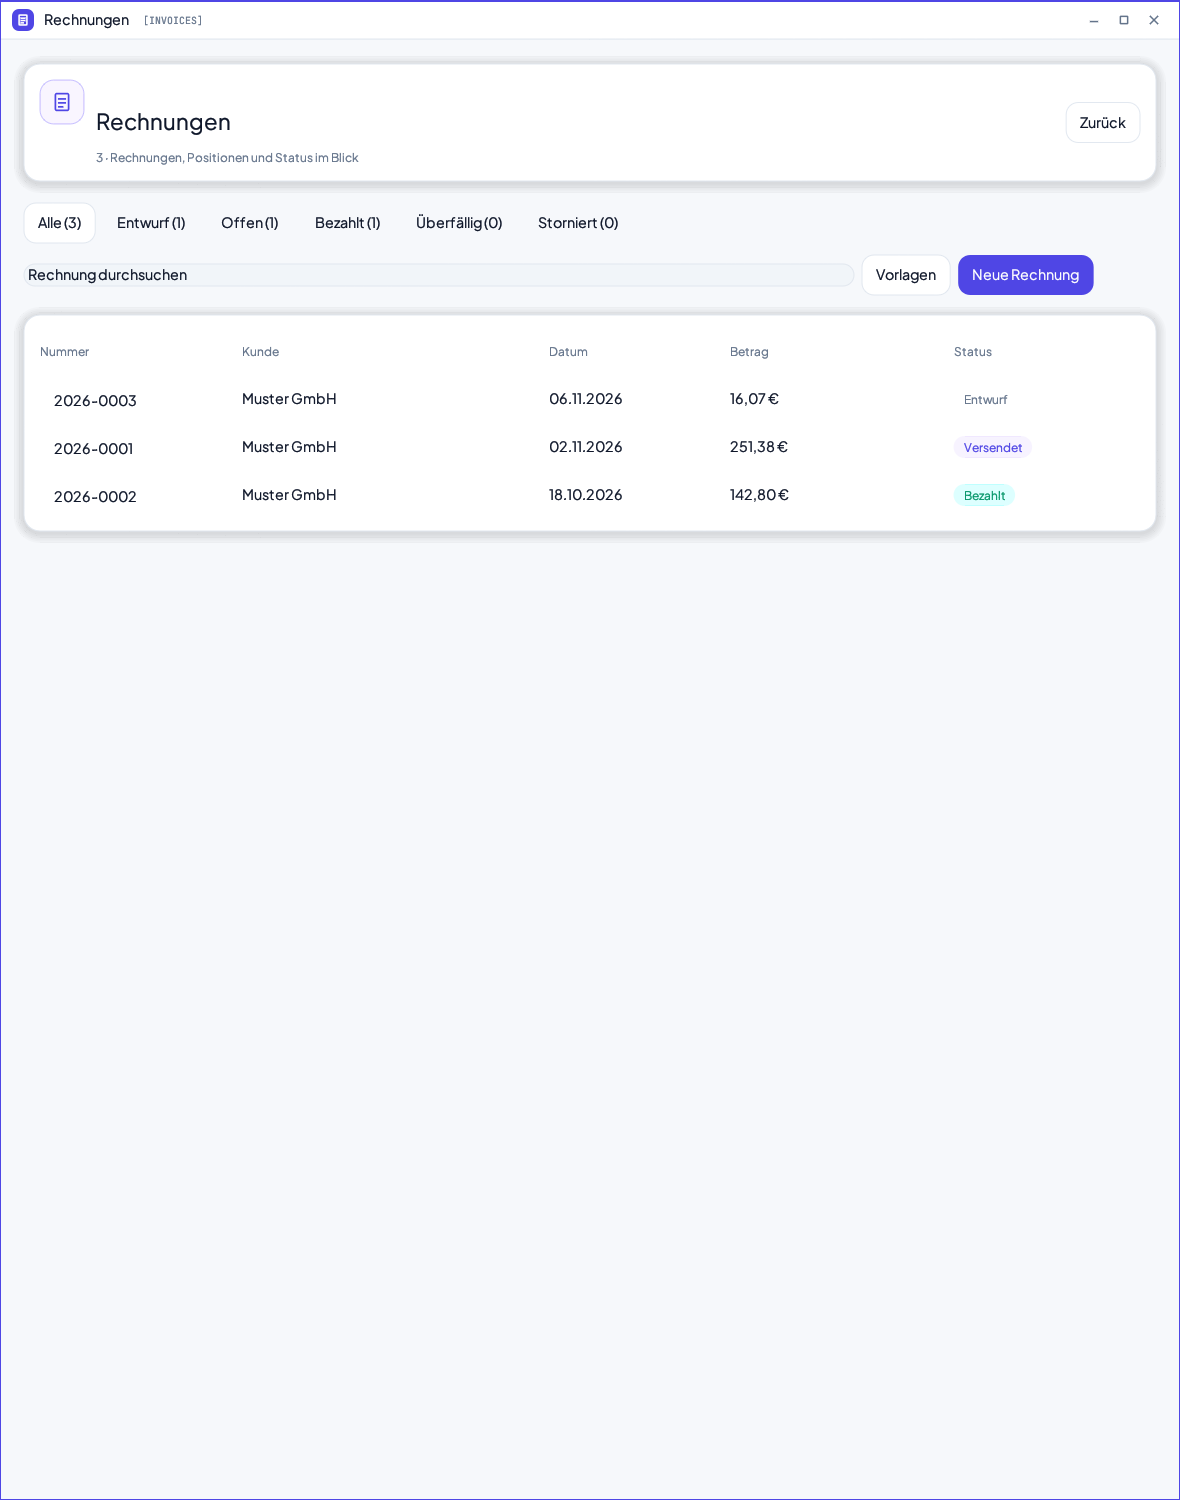 Rechnungen [INVOICES]
Rechnungen
Zurück
3 · Rechnungen, Positionen und Status im Blick
Alle (3) Entwurf (1) Offen (1) Bezahlt (1) Überfällig (0) Storniert (0)
Rechnung durchsuchen Vorlagen Neue Rechnung
Nummer Kunde Datum Betrag Status
2026-0003 Muster GmbH 06.11.2026 16,07 € Entwurf
2026-0001 Muster GmbH 02.11.2026 251,38 € Versendet
2026-0002 Muster GmbH 18.10.2026 142,80 € Bezahlt